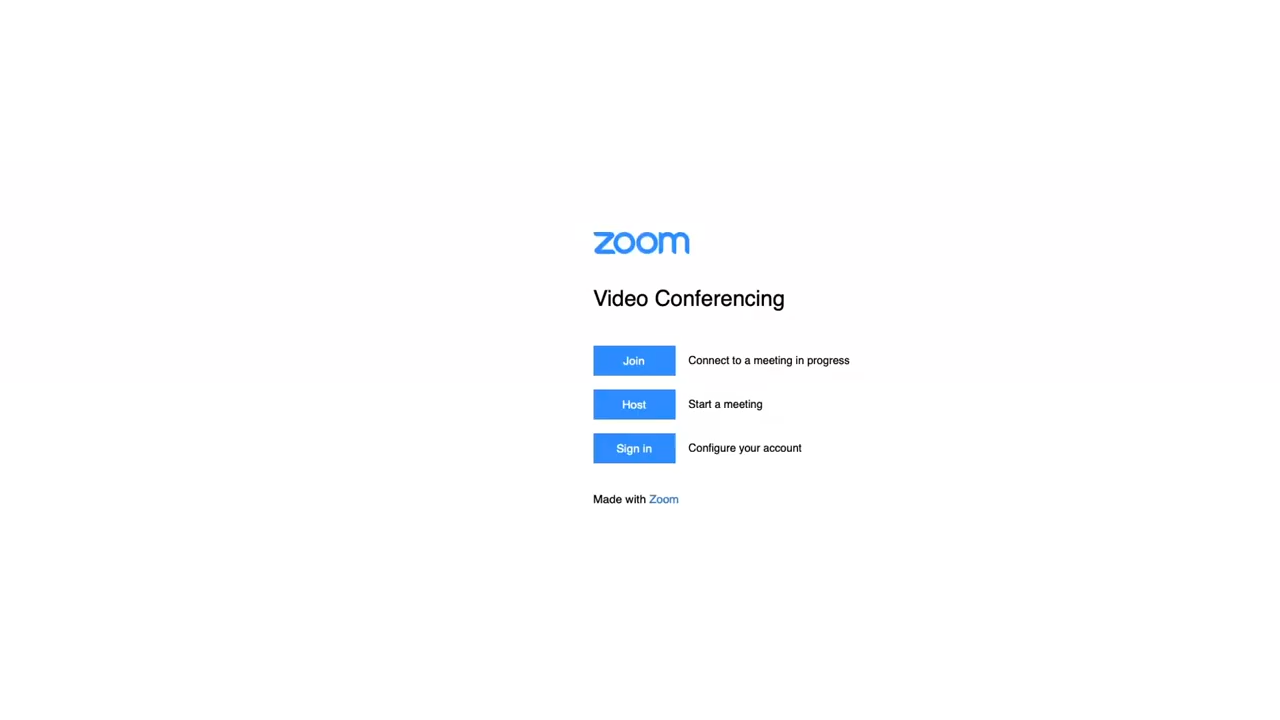 zoom
Video Conferencing
Join Connect to a meeting in progress
Host Start a meeting
Sign in Configure your account
Made with Zoom